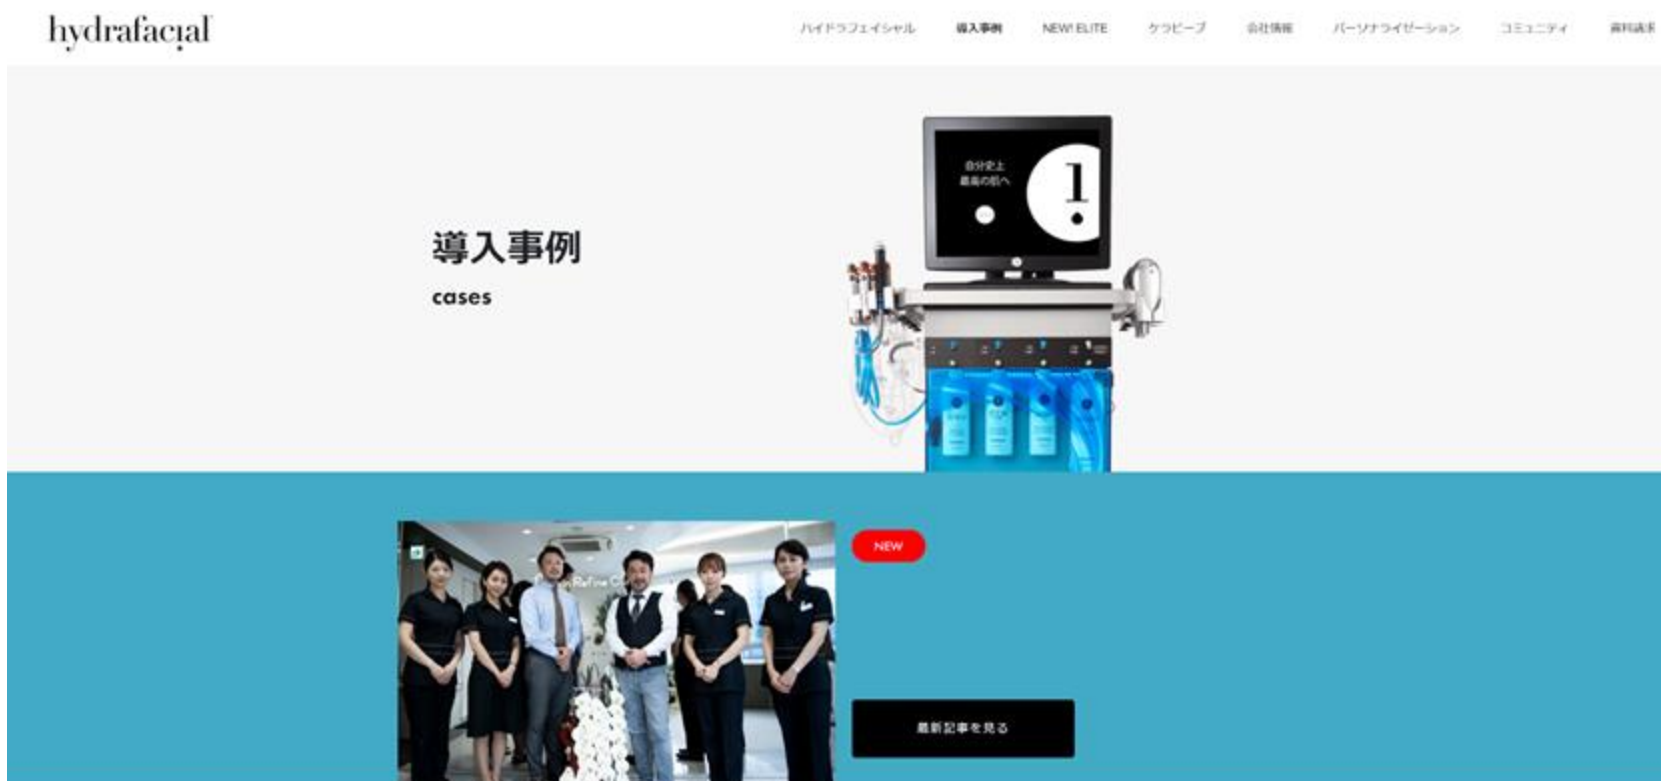 hydrafacial
ハイドラフェイシャル 導入事例 NEW! ELITE ケラビーブ 会社情報 パーソナライゼーション コミュニティ 資料請求
自分史上
最高の肌へ
導入事例
cases
NEW
Refine
最新記事を見る